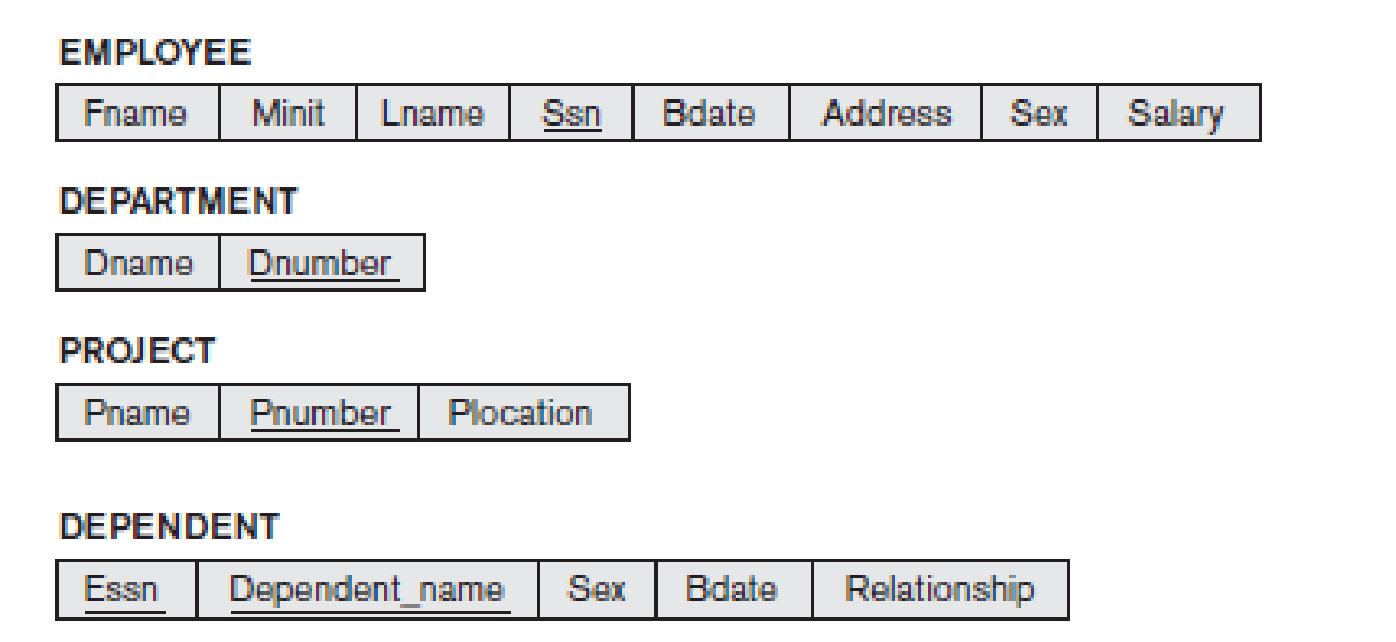 EMPLOYEE
Fname Minit Lname Ssn Bdate Address Sex Salary
DEPARTMENT
Dname Dnumber
PROJECT
Pname Pnumber Plocation
DEPENDENT
Essn Dependent_name Sex Bdate Relationship